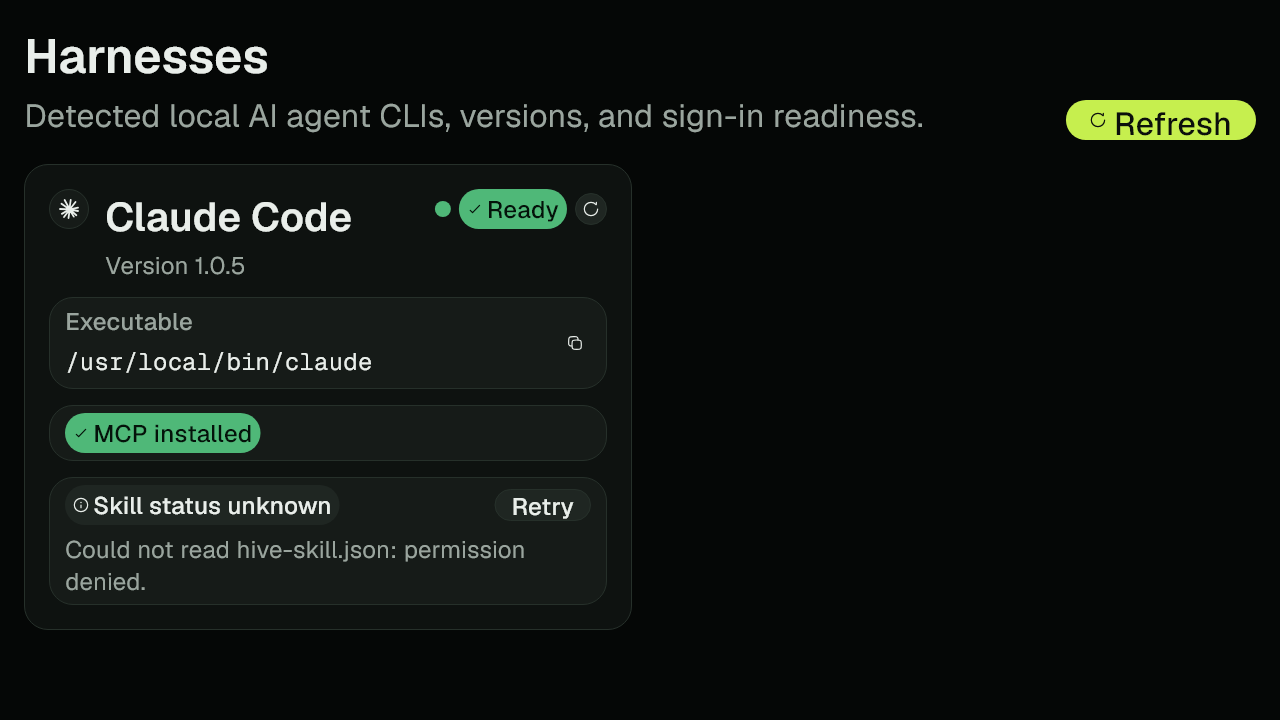 Harnesses
Detected local AI agent CLIs, versions, and sign-in readiness.
Refresh
Claude Code
Ready
Version 1.0.5
Executable
/usr/local/bin/claude
MCP installed
Skill status unknown
Retry
Could not read hive-skill.json: permission
denied.